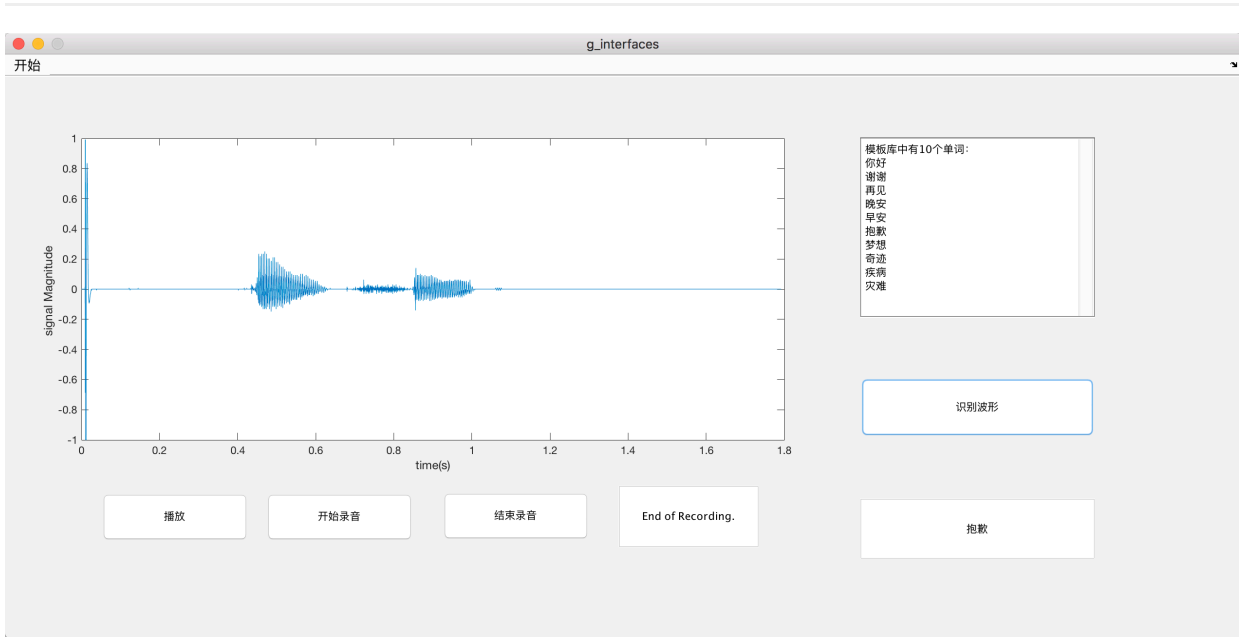 g_interfaces
开始
1
0.8
0.6
0.4
0.2
0
-0.2
-0.4
-0.6
-0.8
-1
signal Magnitude
0
0.2
0.4
0.6
0.8
1
1.2
1.4
1.6
1.8
time(s)
模板库中有10个单词:
你好
谢谢
再见
晚安
早安
抱歉
梦想
奇迹
疾病
灾难
识别波形
播放
开始录音
结束录音
End of Recording.
抱歉